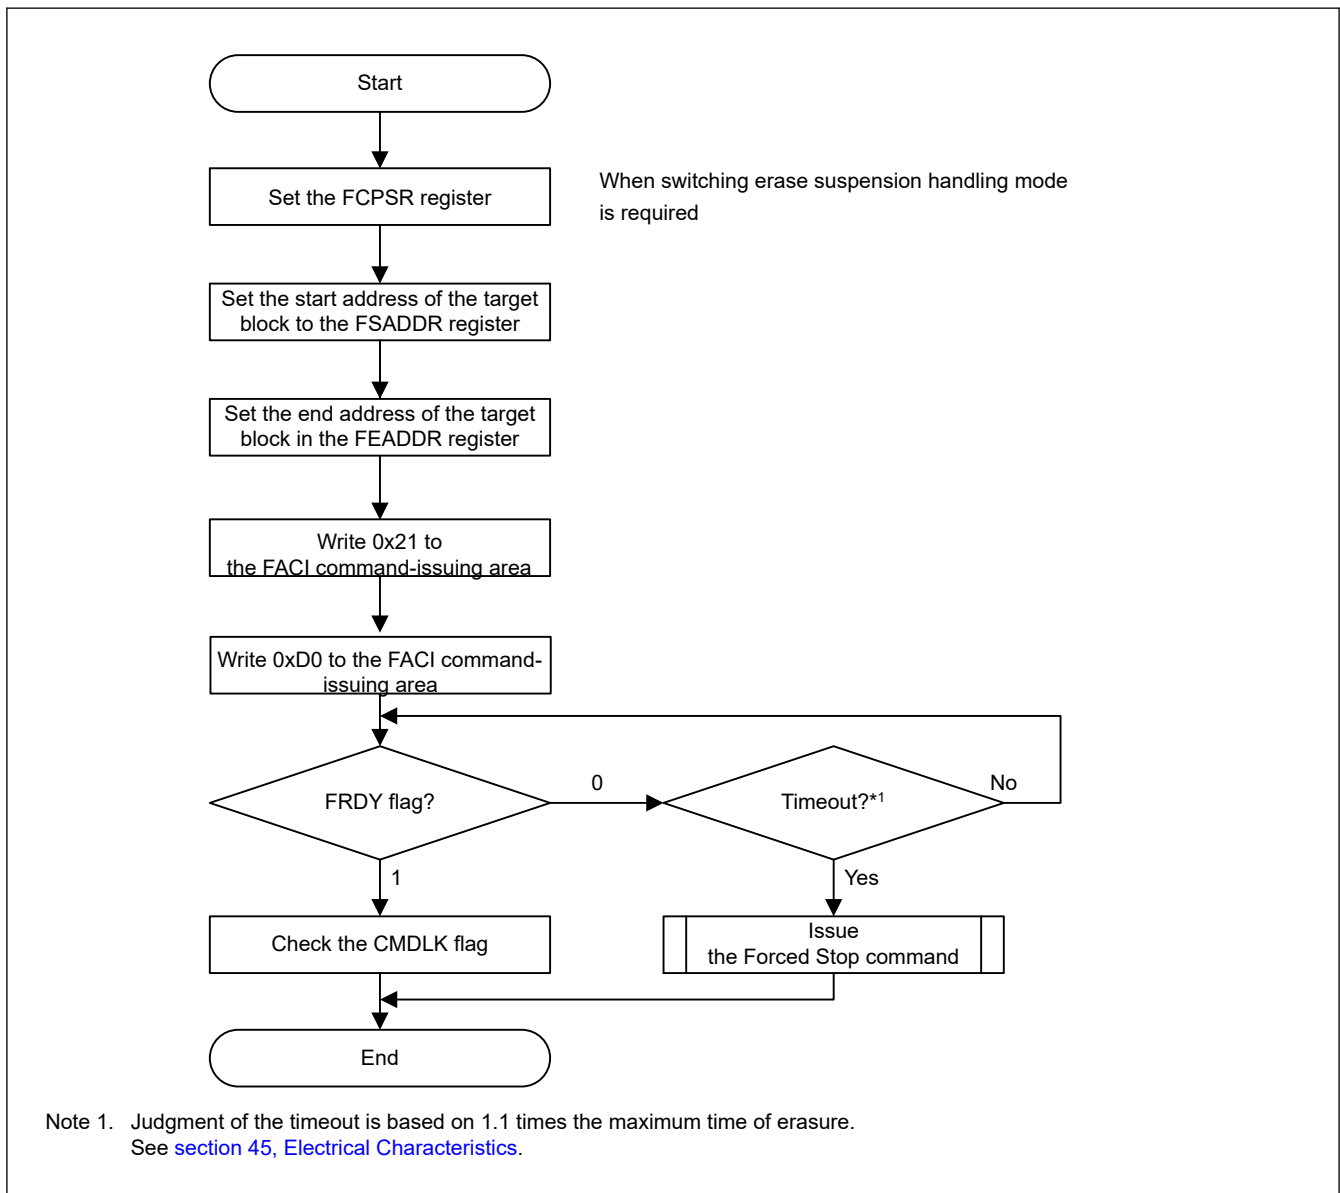 Start
Set the FCPSR register
When switching erase suspension handling mode
is required
Set the start address of the target
block to the FSADDR register
Set the end address of the target
block in the FEADDR register
Write 0x21 to
the FACI command-issuing area
Write 0xD0 to the FACI command-
issuing area
FRDY flag?
0
Timeout?*1
No
1
Yes
Check the CMDLK flag
Issue
the Forced Stop command
End
Note 1. Judgment of the timeout is based on 1.1 times the maximum time of erasure.
See section 45, Electrical Characteristics.